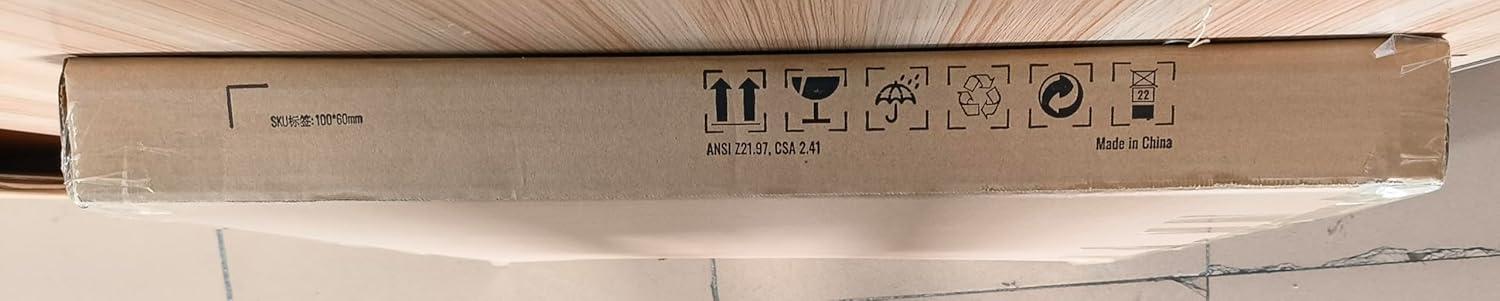 SKU标签:100*60mm
22
ANSI Z21.97, CSA 2.41
Made in China